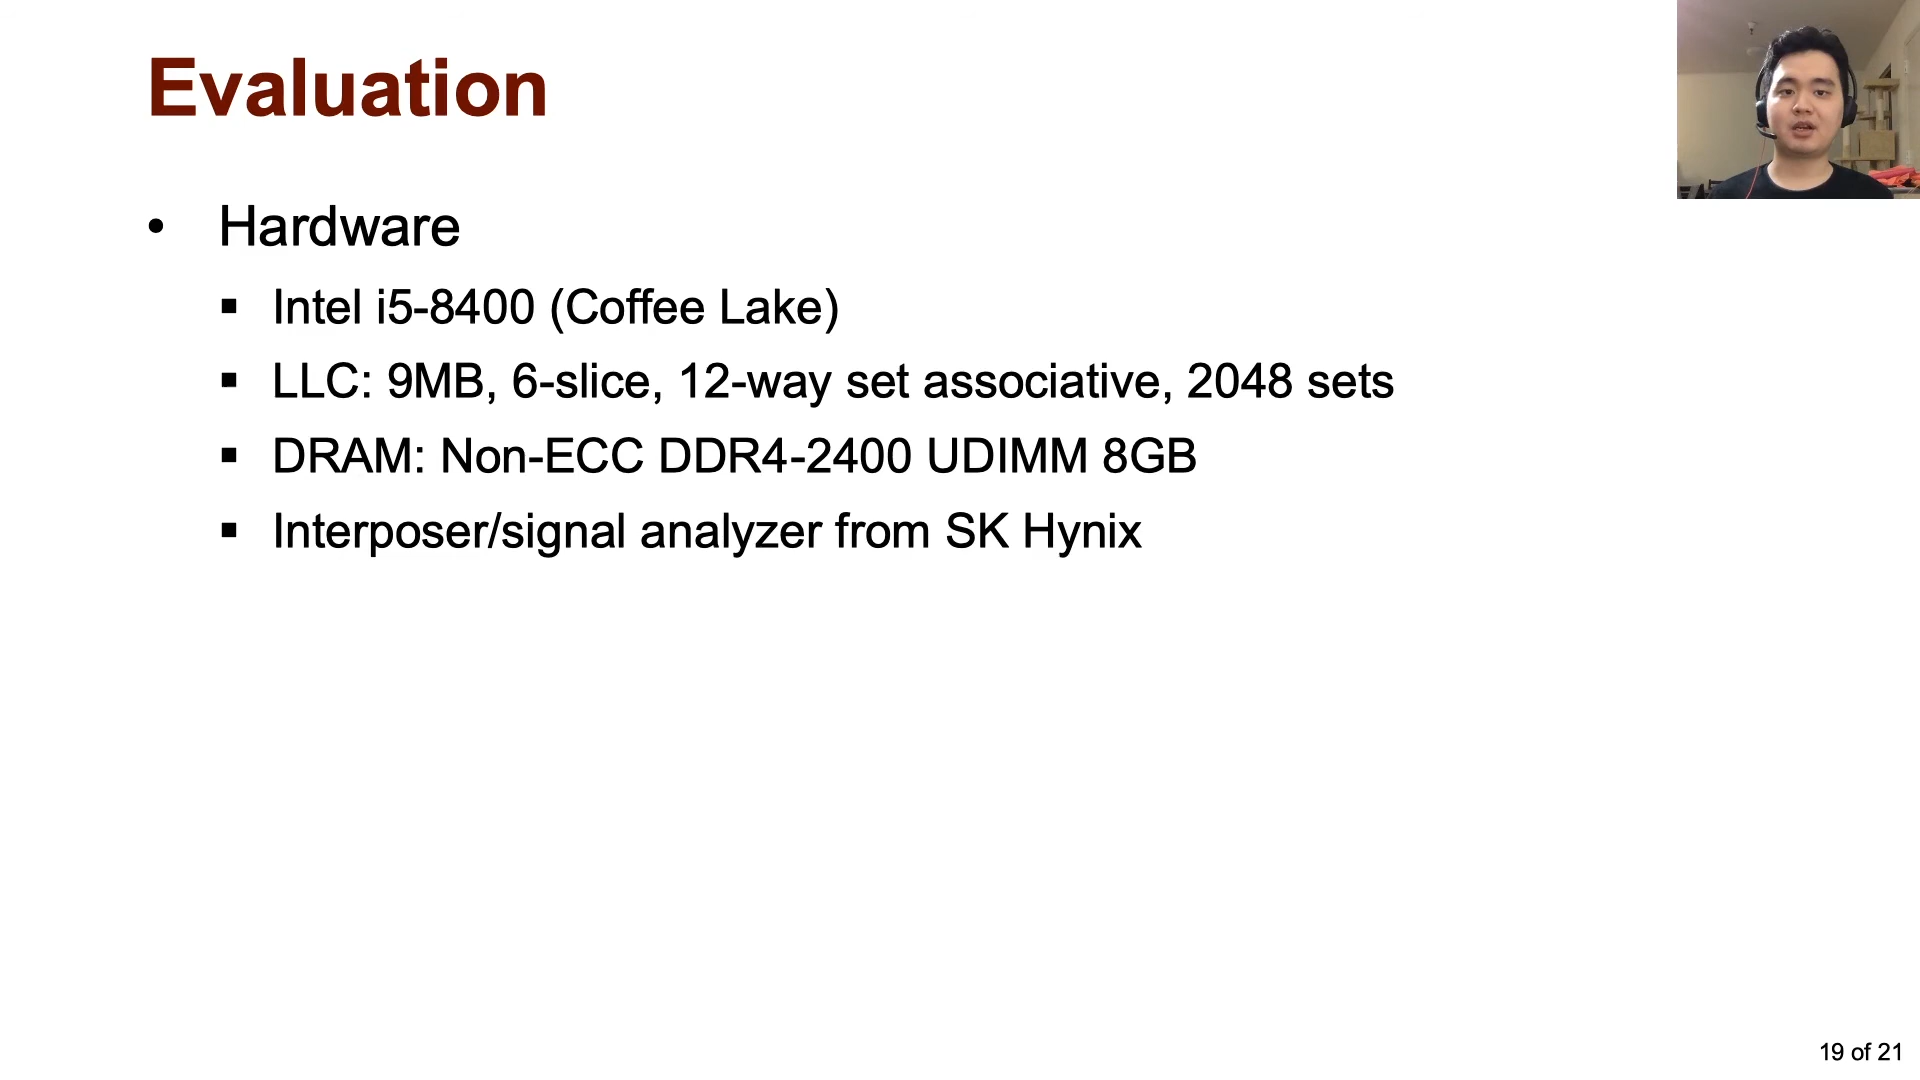 Evaluation
• Hardware
▪ Intel i5-8400 (Coffee Lake)
▪ LLC: 9MB, 6-slice, 12-way set associative, 2048 sets
▪ DRAM: Non-ECC DDR4-2400 UDIMM 8GB
▪ Interposer/signal analyzer from SK Hynix
19 of 21